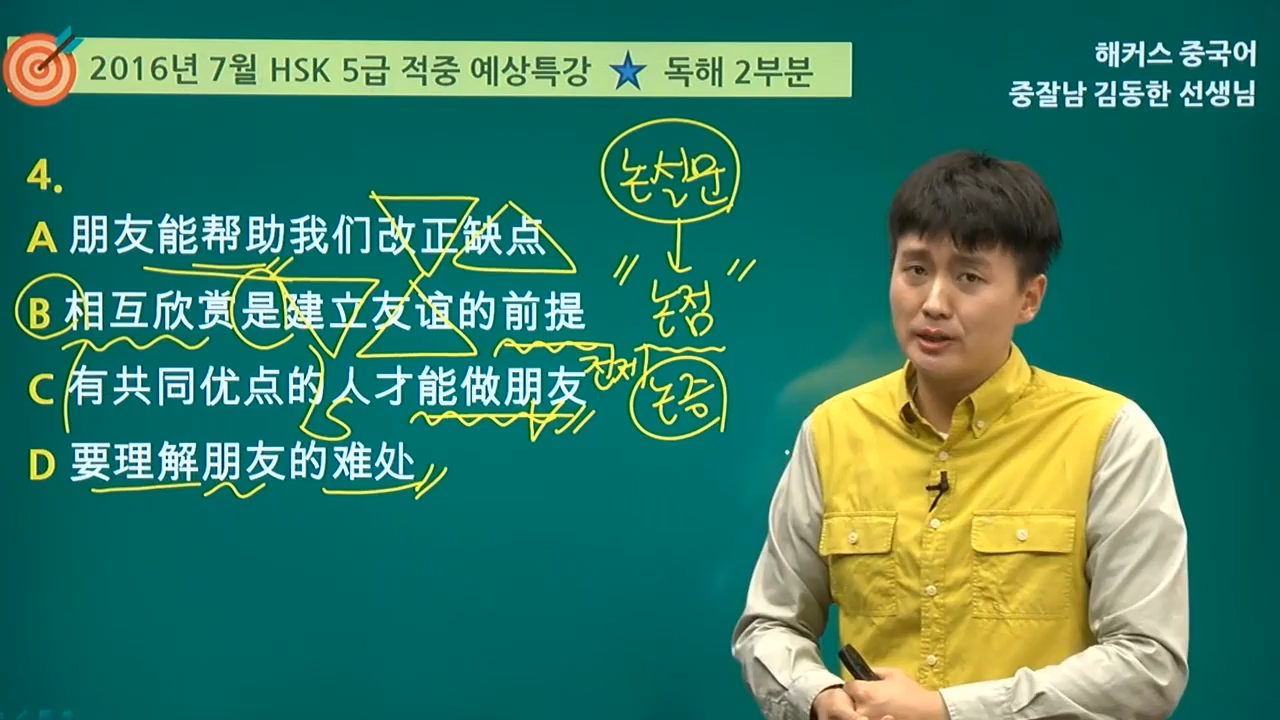 2016년 7월 HSK 5급 적중 예상특강 ★ 독해 2부분
해커스 중국어
중잘남 김동한 선생님
4.
A 朋友能帮助我们改正缺点
B 相互欣赏是建立友谊的前提
C 有共同优点的人才能做朋友
D 要理解朋友的难处
논설문
"논점"
전제
논증
S
V